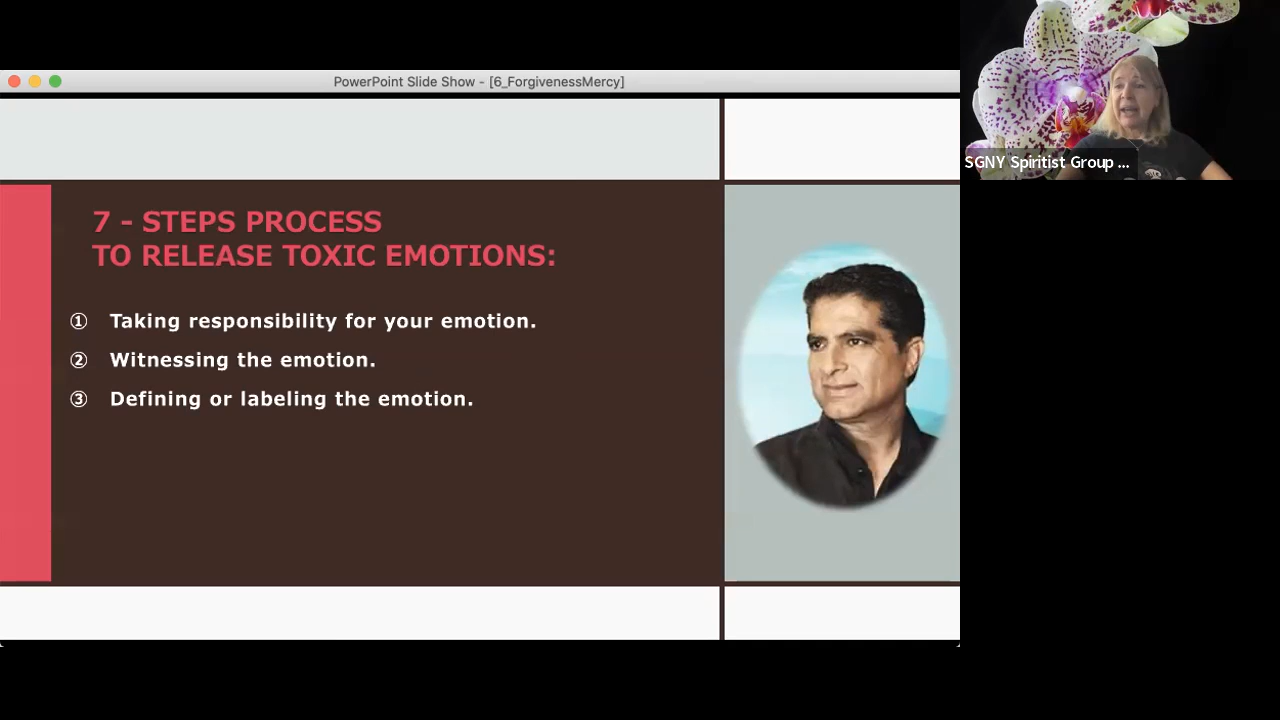 PowerPoint Slide Show - [6_ForgivenessMercy]
SGNY Spiritist Group ...
7 - STEPS PROCESS
TO RELEASE TOXIC EMOTIONS:
① Taking responsibility for your emotion.
② Witnessing the emotion.
③ Defining or labeling the emotion.